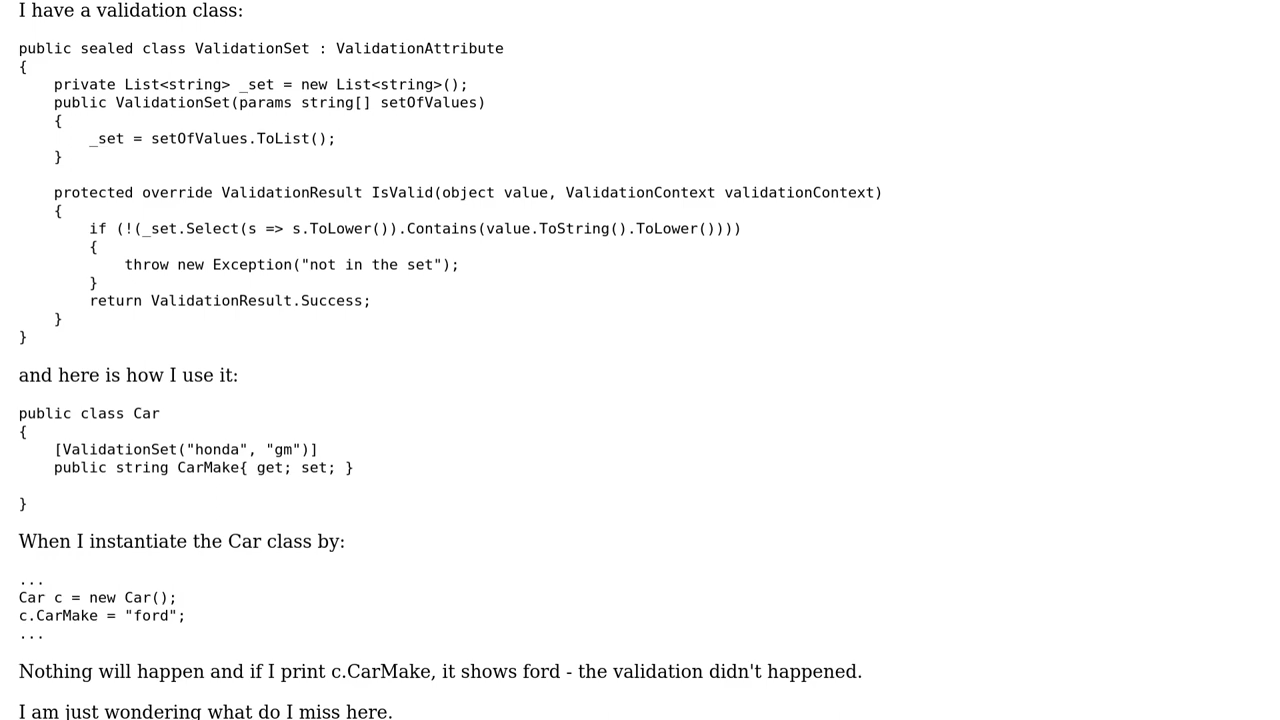 I have a validation class:
public sealed class ValidationSet : ValidationAttribute
{
    private List<string> _set = new List<string>();
    public ValidationSet(params string[] setOfValues)
    {
        _set = setOfValues.ToList();
    }
    protected override ValidationResult IsValid(object value, ValidationContext validationContext)
    {
        if (!(_set.Select(s => s.ToLower()).Contains(value.ToString().ToLower())))
        {
            throw new Exception("not in the set");
        }
        return ValidationResult.Success;
    }
}
and here is how I use it:
public class Car
{
    [ValidationSet("honda", "gm")]
    public string CarMake{ get; set; }
}
When I instantiate the Car class by:
...
Car c = new Car();
c.CarMake = "ford";
...
Nothing will happen and if I print c.CarMake, it shows ford - the validation didn't happened.
I am just wondering what do I miss here.